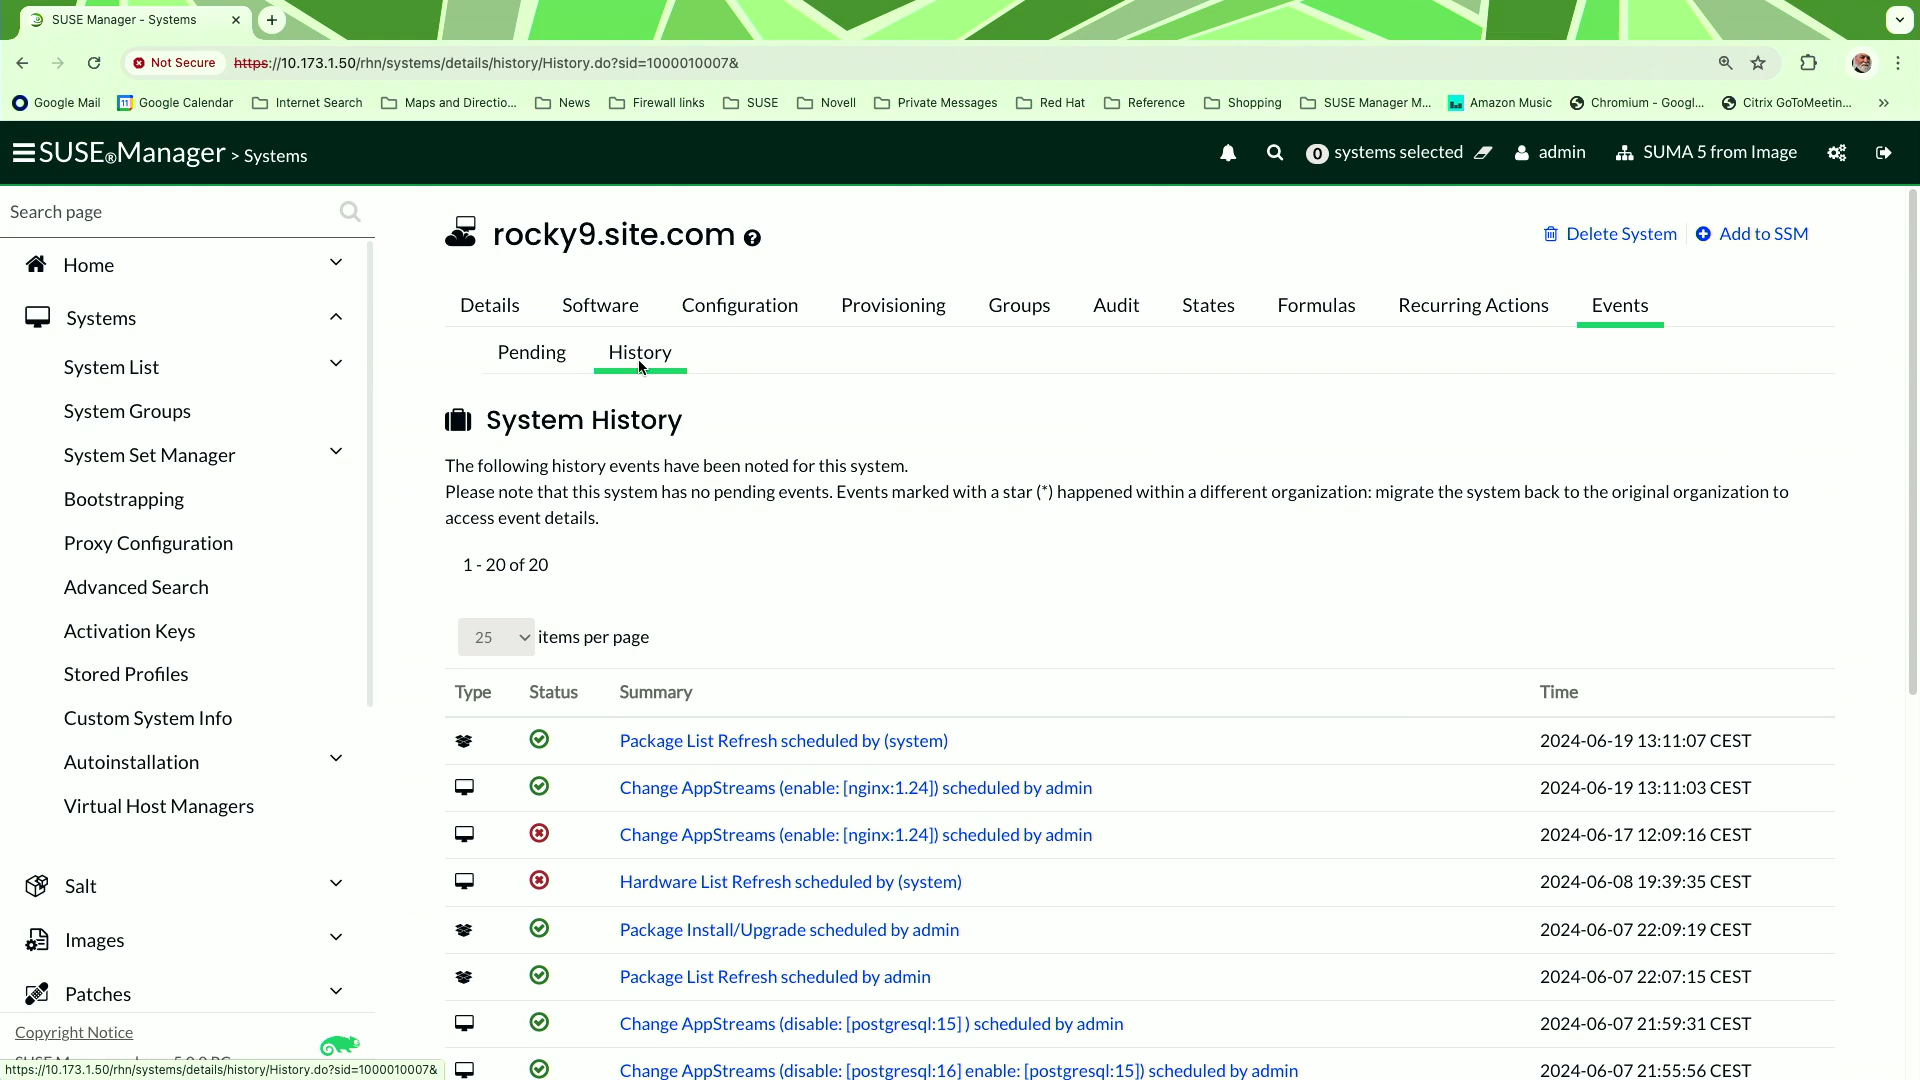 SUSE Manager - Systems
Not Secure https://10.173.1.50/rhn/systems/details/history/History.do?sid=1000010007&
Google Mail Google Calendar Internet Search Maps and Directio... News Firewall links SUSE Novell Private Messages Red Hat Reference Shopping SUSE Manager M... Amazon Music Chromium - Googl... Citrix GoToMeetin... »
SUSE®Manager > Systems 0 systems selected admin SUMA 5 from Image
Search page
Home
Systems
System List
System Groups
System Set Manager
Bootstrapping
Proxy Configuration
Advanced Search
Activation Keys
Stored Profiles
Custom System Info
Autoinstallation
Virtual Host Managers
Salt
Images
Patches
Copyright Notice
https://10.173.1.50/rhn/systems/details/history/History.do?sid=1000010007&
rocky9.site.com
Delete System Add to SSM
Details Software Configuration Provisioning Groups Audit States Formulas Recurring Actions Events
Pending History
System History
The following history events have been noted for this system.
Please note that this system has no pending events. Events marked with a star (*) happened within a different organization: migrate the system back to the original organization to
access event details.
1 - 20 of 20
25 items per page
Type Status Summary Time
Package List Refresh scheduled by (system) 2024-06-19 13:11:07 CEST
Change AppStreams (enable: [nginx:1.24]) scheduled by admin 2024-06-19 13:11:03 CEST
Change AppStreams (enable: [nginx:1.24]) scheduled by admin 2024-06-17 12:09:16 CEST
Hardware List Refresh scheduled by (system) 2024-06-08 19:39:35 CEST
Package Install/Upgrade scheduled by admin 2024-06-07 22:09:19 CEST
Package List Refresh scheduled by admin 2024-06-07 22:07:15 CEST
Change AppStreams (disable: [postgresql:15] ) scheduled by admin 2024-06-07 21:59:31 CEST
Change AppStreams (disable: [postgresql:16] enable: [postgresql:15]) scheduled by admin 2024-06-07 21:55:56 CEST